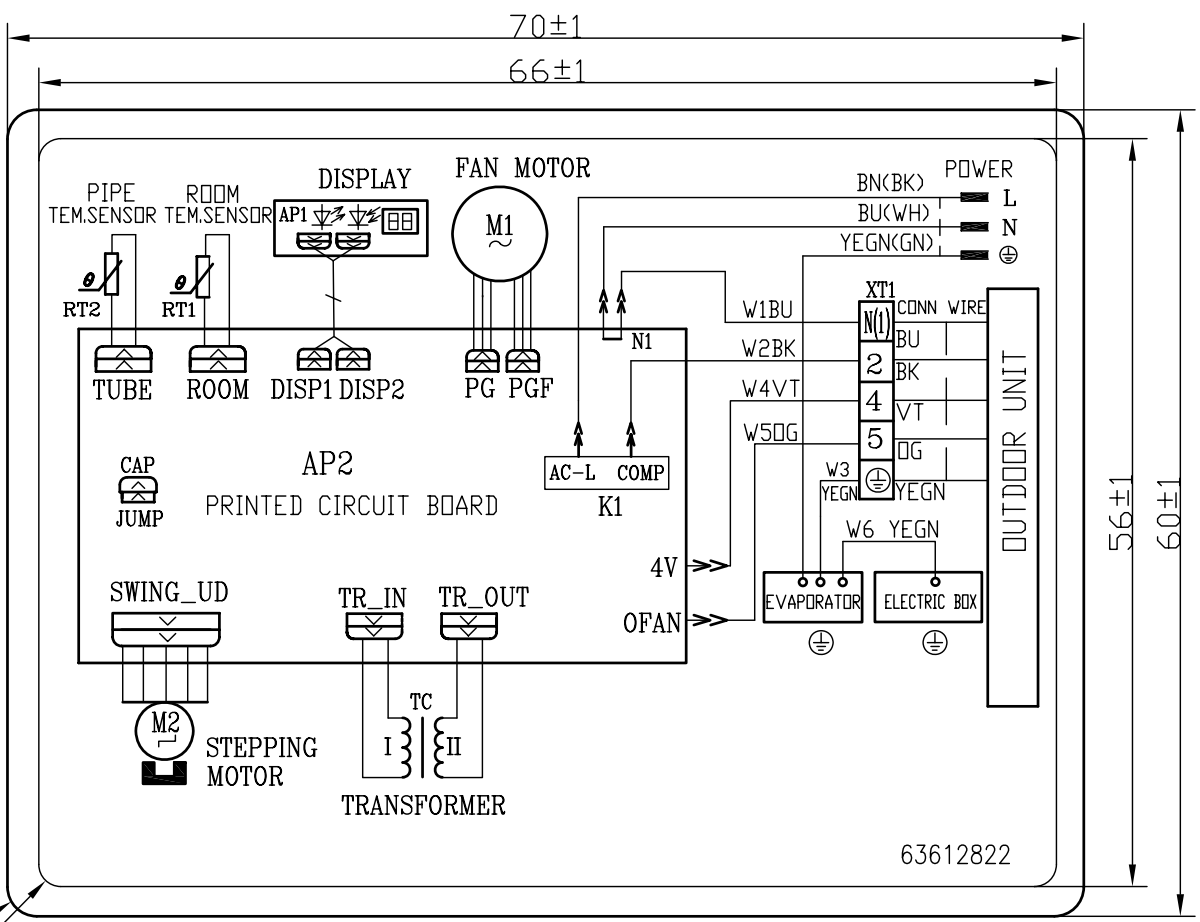 70±1
66±1
56±1
60±1
PIPE
TEM.SENSOR
ROOM
TEM.SENSOR
DISPLAY
AP1
FAN MOTOR
M1
POWER
BN(BK)
L
BU(WH)
N
YEGN(GN)
θ
RT2
θ
RT1
XT1
CONN WIRE
W1BU
N(1)
BU
N1
W2BK
2
BK
W4VT
4
VT
W5OG
5
OG
W3
YEGN
YEGN
TUBE
ROOM
DISP1
DISP2
PG
PGF
CAP
JUMP
AP2
PRINTED CIRCUIT BOARD
AC-L
COMP
K1
W6 YEGN
OUTDOOR UNIT
4V
OFAN
EVAPORATOR
ELECTRIC BOX
SWING_UD
TR_IN
TR_OUT
M2
STEPPING
MOTOR
TC
I
II
TRANSFORMER
63612822